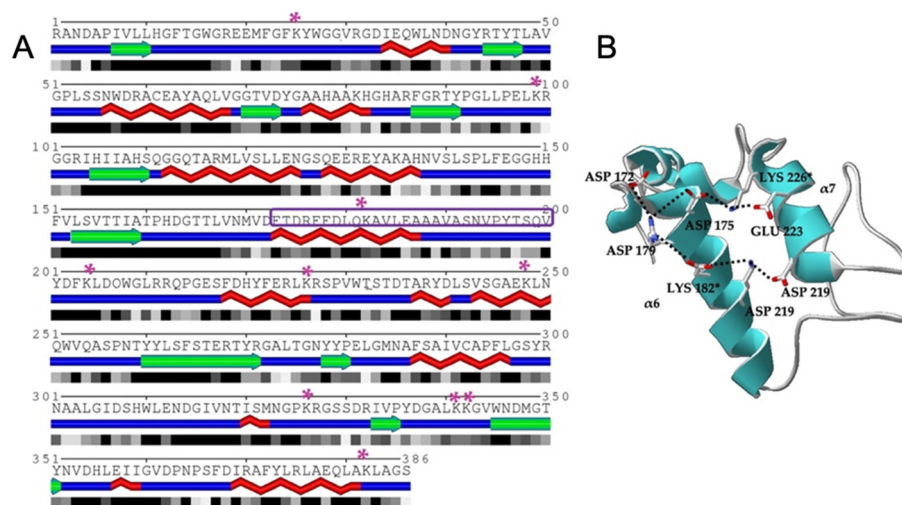 A
1 * 50
RANDAPIVLLHGFTGWGREEMFGFKYWGGVRGDIEQWLNDNGYRTYTLAV
51 * 100
GPLSSNWDRACEAYAQLVGGTVDYGAAHAAKHGHARFGRTYPGLLPELKR
101 150
GGRIHIIAHSQGGQTARMLVSLLENGSQEEREYAKAHNVSLSPLFEGGHH
151 * 200
FVLSVTTIATPHDGTTLVNMVDFTDRFFDLQKAVLEAAAVASNVPYTSQV
201 * * * 250
YDFKLDQWGLRRQPGESFDHYFERLKRSPVWTSTDTARYDLSVSGAEKLN
251 300
QWVQASPNTYYLSFSTERTYRGALTGNYYPELGMNAFSAIVCAPFLGSYR
301 * * * 350
NAALGIDSHWLENDGIVNTISMNGPKRGSSDRIVPYDGALKKGVWNDMGT
351 * 386
YNVDHLEIIGVDPNPSFDIRAFYLRLAEQLAKLAGS
B
ASP 172
LYS 226*
α7
ASP 175
GLU 223
ASP 179
LYS 182*
ASP 219
α6
ASP 219